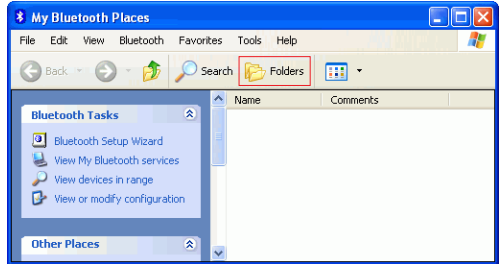 My Bluetooth Places
File Edit View Bluetooth Favorites Tools Help
Back Search Folders
Name Comments
Bluetooth Tasks
Bluetooth Setup Wizard
View My Bluetooth services
View devices in range
View or modify configuration
Other Places